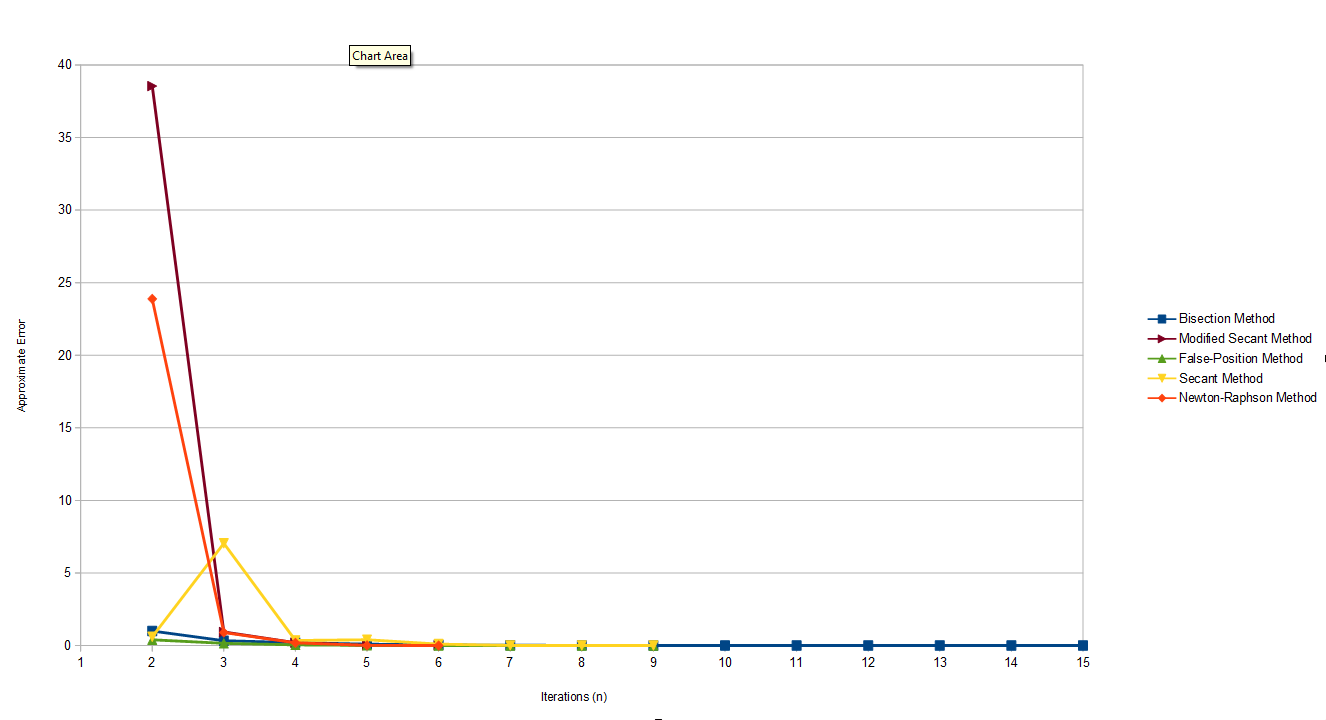 Chart Area
40
35
30
25
20
15
10
5
0
Approximate Error
1 2 3 4 5 6 7 8 9 10 11 12 13 14 15
Iterations (n)
Bisection Method
Modified Secant Method
False-Position Method
Secant Method
Newton-Raphson Method